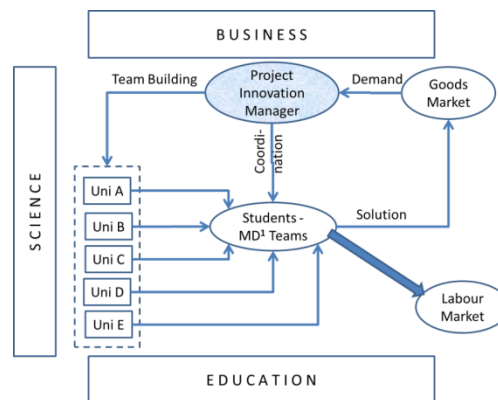 BUSINESS
Team Building
Project
Innovation
Manager
Demand
Goods
Market
Coordi-
nation
SCIENCE
Uni A
Uni B
Uni C
Uni D
Uni E
Students -
MD¹ Teams
Solution
Labour
Market
EDUCATION